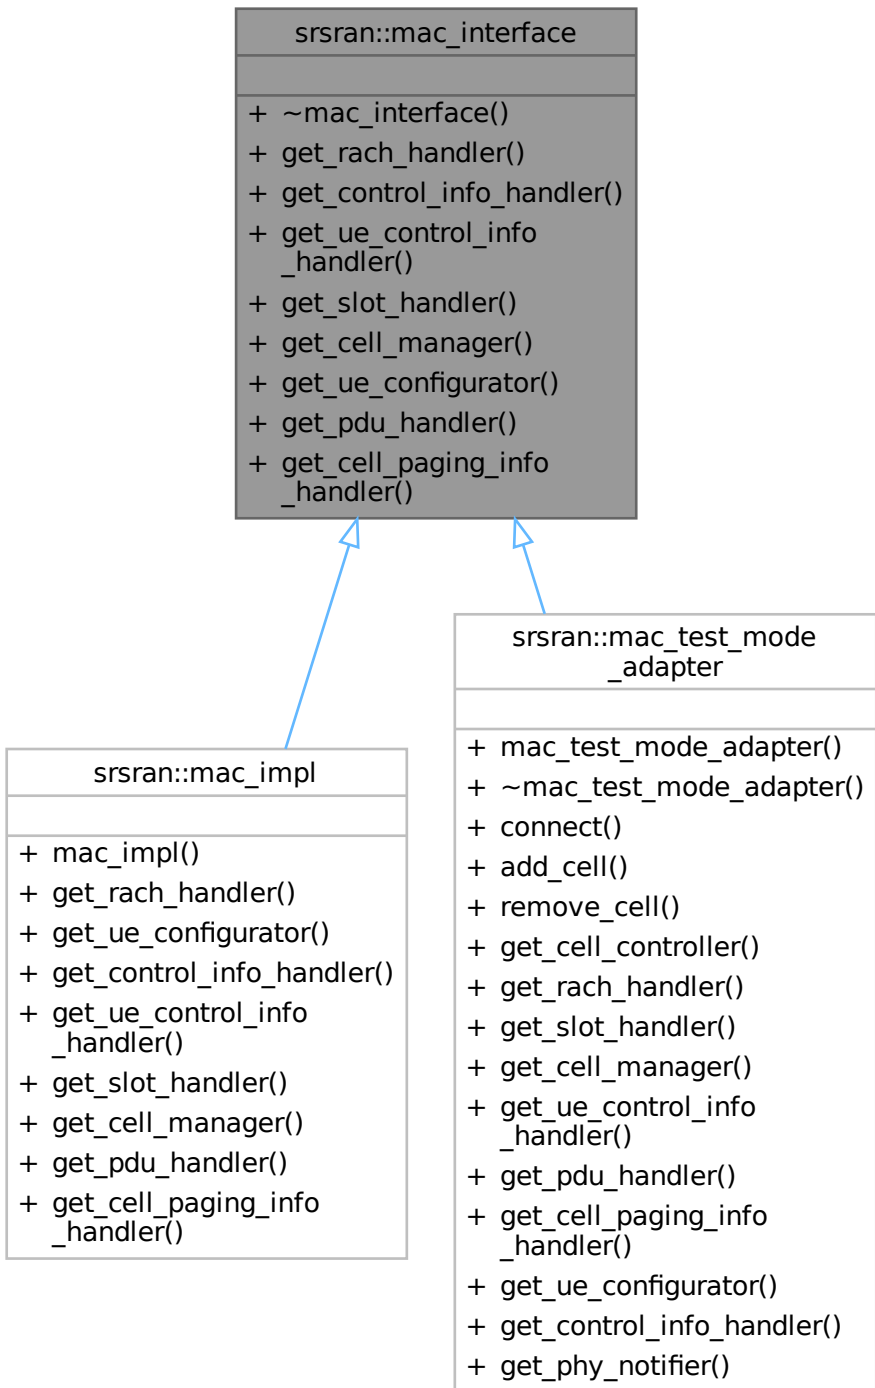 srsran::mac_interface
+ ~mac_interface()
+ get_rach_handler()
+ get_control_info_handler()
+ get_ue_control_info
_handler()
+ get_slot_handler()
+ get_cell_manager()
+ get_ue_configurator()
+ get_pdu_handler()
+ get_cell_paging_info
_handler()
srsran::mac_impl
+ mac_impl()
+ get_rach_handler()
+ get_ue_configurator()
+ get_control_info_handler()
+ get_ue_control_info
_handler()
+ get_slot_handler()
+ get_cell_manager()
+ get_pdu_handler()
+ get_cell_paging_info
_handler()
srsran::mac_test_mode
_adapter
+ mac_test_mode_adapter()
+ ~mac_test_mode_adapter()
+ connect()
+ add_cell()
+ remove_cell()
+ get_cell_controller()
+ get_rach_handler()
+ get_slot_handler()
+ get_cell_manager()
+ get_ue_control_info
_handler()
+ get_pdu_handler()
+ get_cell_paging_info
_handler()
+ get_ue_configurator()
+ get_control_info_handler()
+ get_phy_notifier()